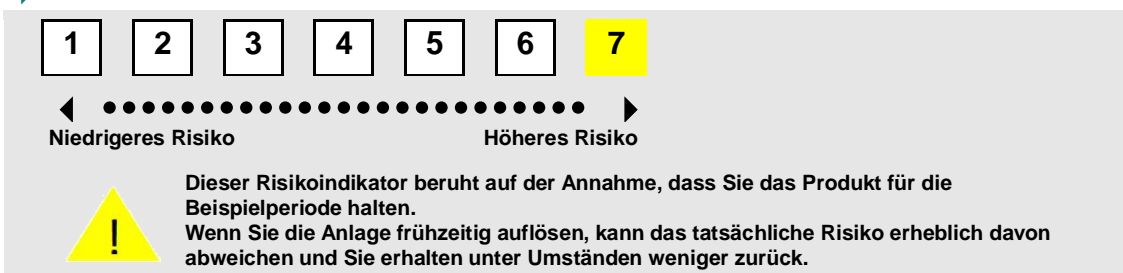 1 2 3 4 5 6 7
Niedrigeres Risiko Höheres Risiko
!
Dieser Risikoindikator beruht auf der Annahme, dass Sie das Produkt für die
Beispielperiode halten.
Wenn Sie die Anlage frühzeitig auflösen, kann das tatsächliche Risiko erheblich davon
abweichen und Sie erhalten unter Umständen weniger zurück.